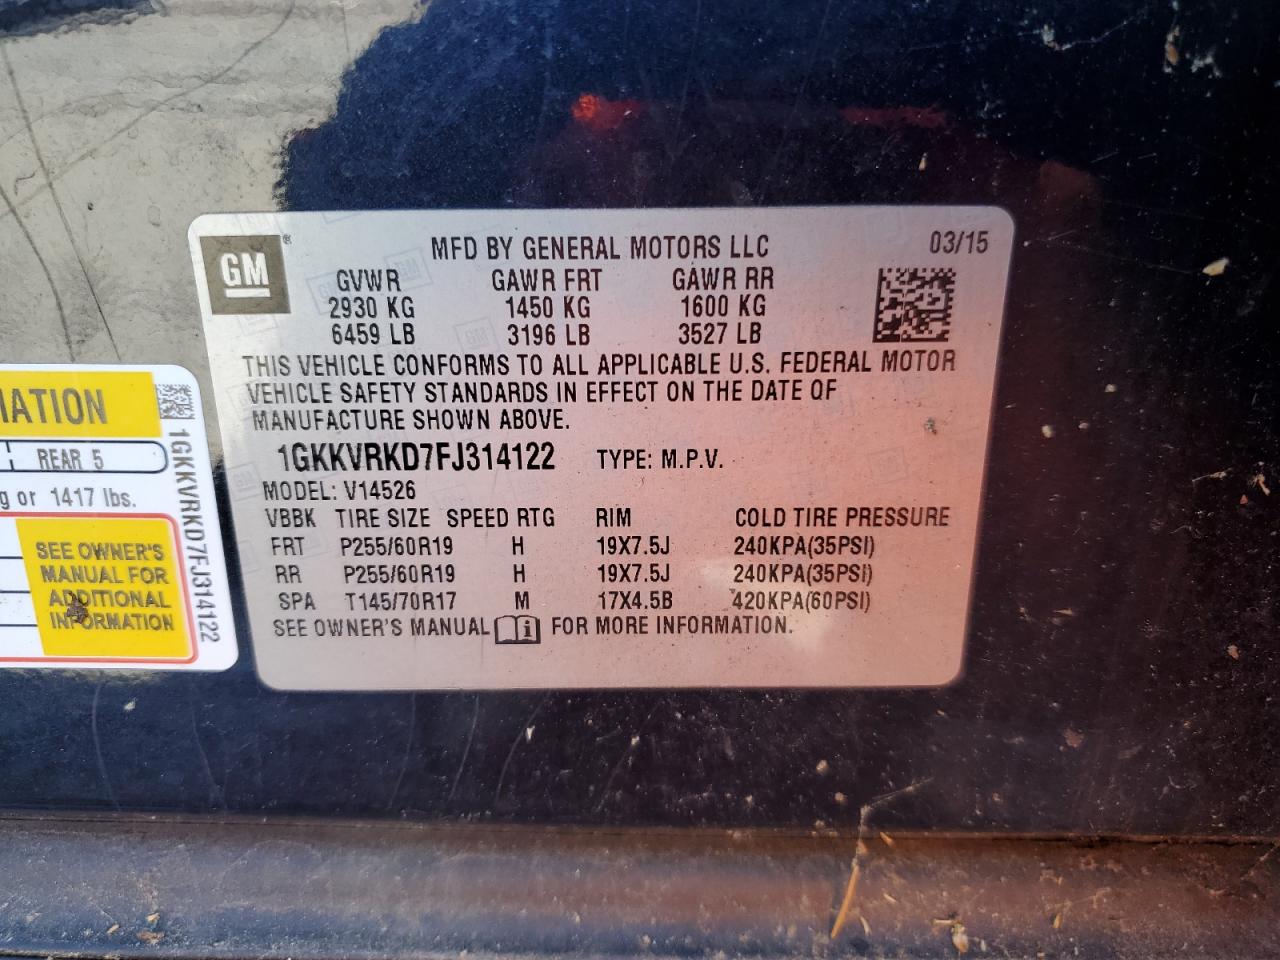 GM
MFD BY GENERAL MOTORS LLC 03/15
GVWR GAWR FRT GAWR RR
2930 KG 1450 KG 1600 KG
6459 LB 3196 LB 3527 LB
THIS VEHICLE CONFORMS TO ALL APPLICABLE U.S. FEDERAL MOTOR
VEHICLE SAFETY STANDARDS IN EFFECT ON THE DATE OF
MANUFACTURE SHOWN ABOVE.
1GKKVRKD7FJ314122 TYPE: M.P.V.
MODEL: V14526
VBBK TIRE SIZE SPEED RTG RIM COLD TIRE PRESSURE
FRT P255/60R19 H 19X7.5J 240KPA(35PSI)
RR P255/60R19 H 19X7.5J 240KPA(35PSI)
SPA T145/70R17 M 17X4.5B 420KPA(60PSI)
SEE OWNER'S MANUAL FOR MORE INFORMATION.
IATION
REAR 5
g or 1417 lbs.
SEE OWNER'S
MANUAL FOR
ADDITIONAL
INFORMATION
1GKKVRKD7FJ314122